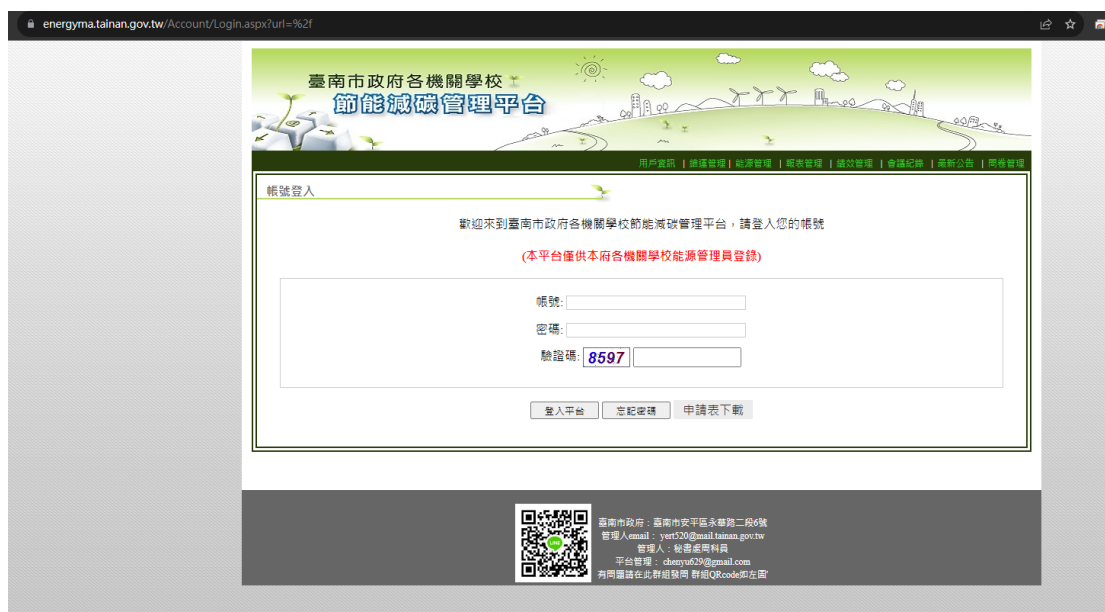 energyma.tainan.gov.tw/Account/Login.aspx?url=%2f
臺南市政府各機關學校
節能減碳管理平台
用戶資訊 | 總務管理 | 能源管理 | 報表管理 | 績效管理 | 會議紀錄 | 最新公告 | 問卷管理
帳號登入
歡迎來到臺南市政府各機關學校節能減碳管理平台，請登入您的帳號
(本平台僅供本府各機關學校能源管理員登錄)
帳號:
密碼:
驗證碼: 8597
登入平台 忘記密碼 申請表下載
LINE
臺南市政府：臺南市安平區永華路二段6號
管理人email： yert520@mail.tainan.gov.tw
管理人：秘書處周科員
平台管理： chenyu629@gmail.com
有問題請在此群組發問 群組QRcode如左圖